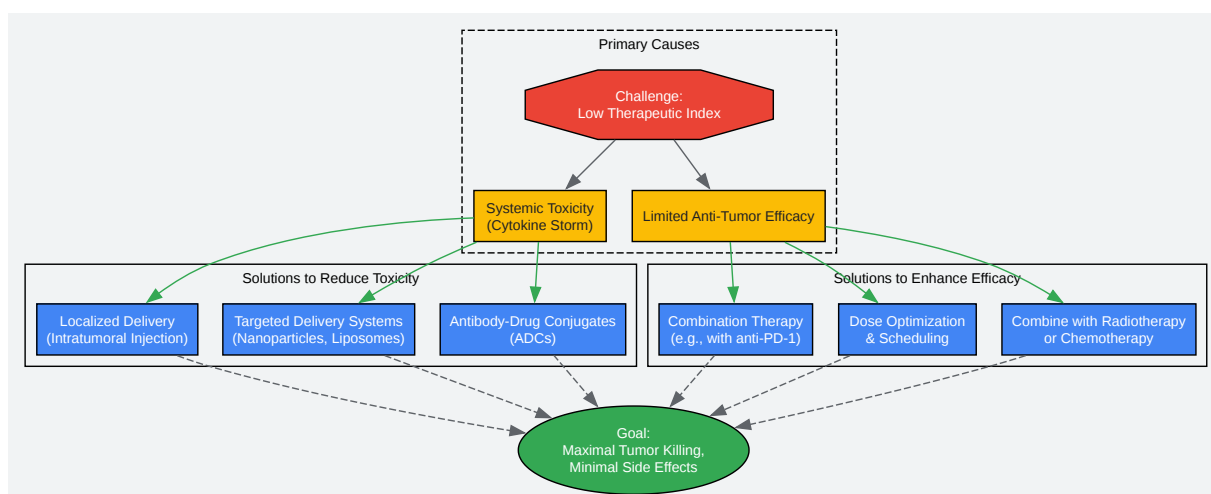 Primary Causes
Challenge:
Low Therapeutic Index
Systemic Toxicity
(Cytokine Storm)
Limited Anti-Tumor Efficacy
Solutions to Reduce Toxicity
Solutions to Enhance Efficacy
Localized Delivery
(Intratumoral Injection)
Targeted Delivery Systems
(Nanoparticles, Liposomes)
Antibody-Drug Conjugates
(ADCs)
Combination Therapy
(e.g., with anti-PD-1)
Dose Optimization
& Scheduling
Combine with Radiotherapy
or Chemotherapy
Goal:
Maximal Tumor Killing,
Minimal Side Effects